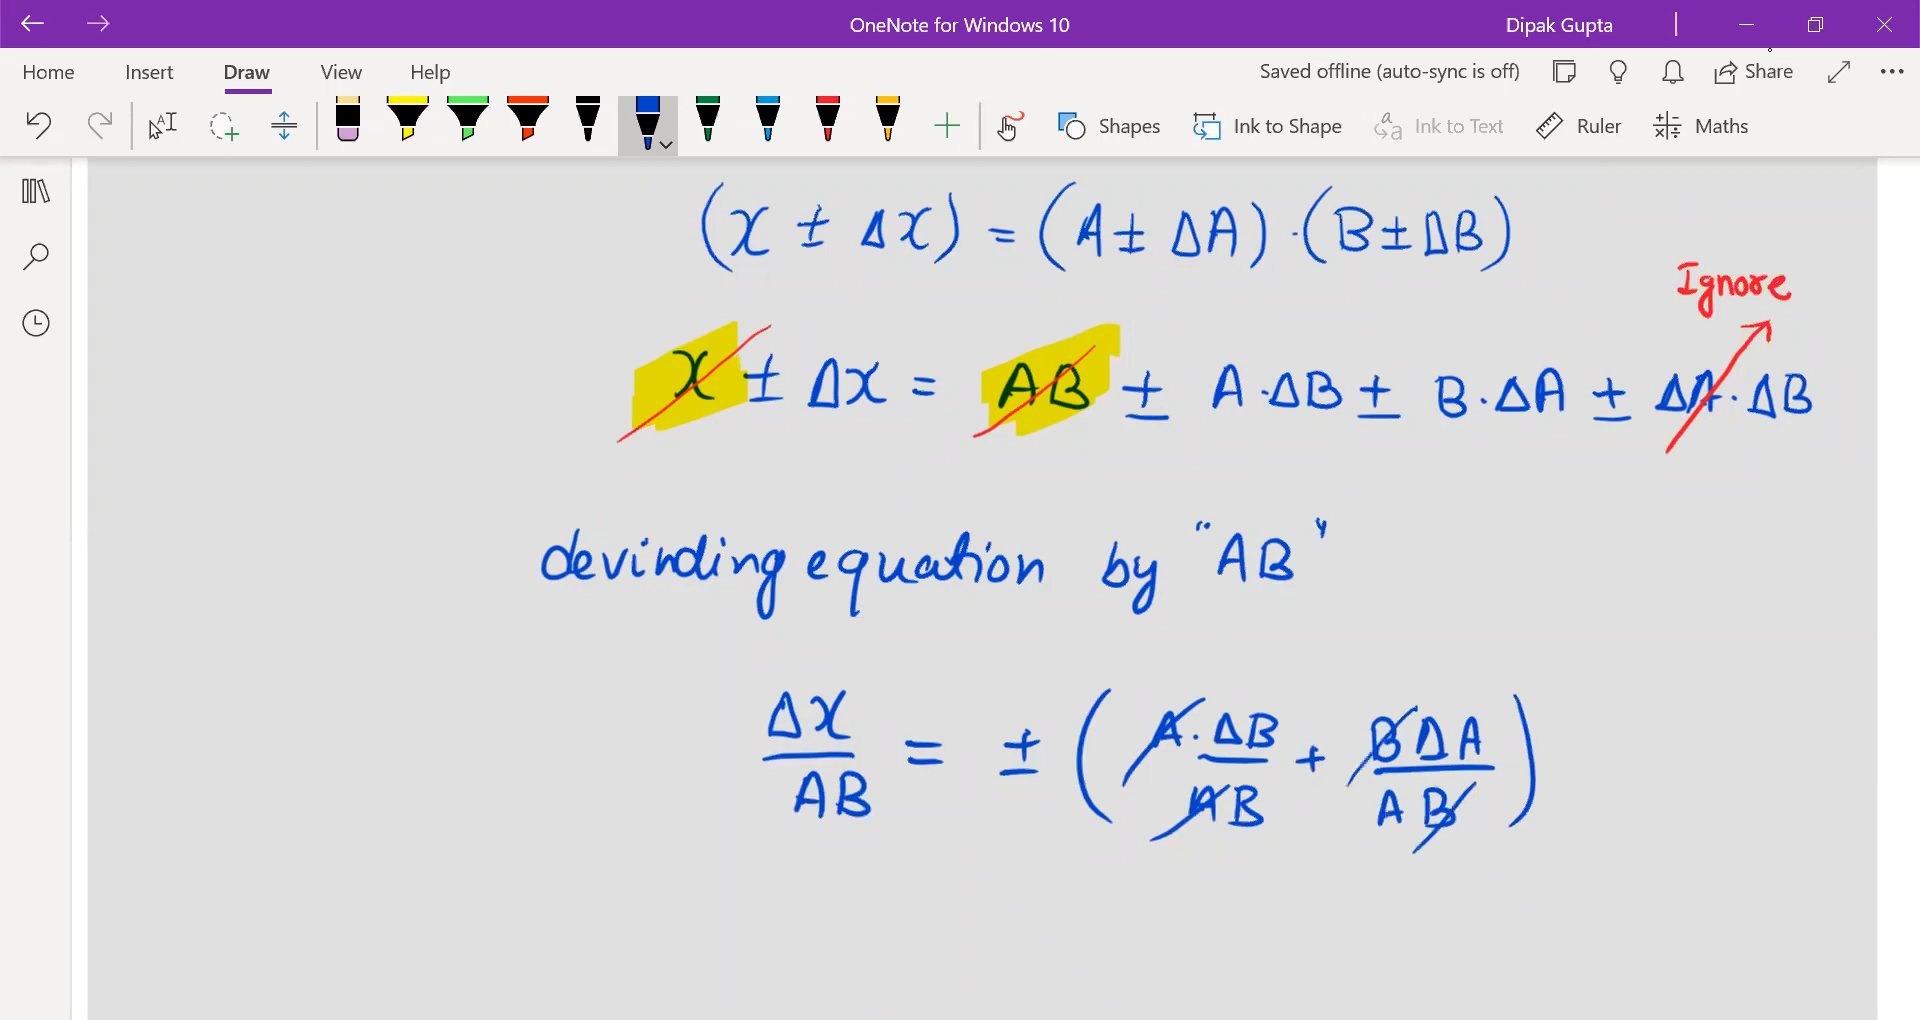 OneNote for Windows 10
Dipak Gupta
Home Insert Draw View Help
Saved offline (auto-sync is off)
Share
Shapes
Ink to Shape
Ink to Text
Ruler
Maths
(x ± Δx) = (A ± ΔA) · (B ± ΔB)
Ignore
x ± Δx = AB ± A·ΔB ± B·ΔA ± ΔA·ΔB
devinding equation by "AB"
Δx/AB = ± (A·ΔB/AB + BΔA/AB)